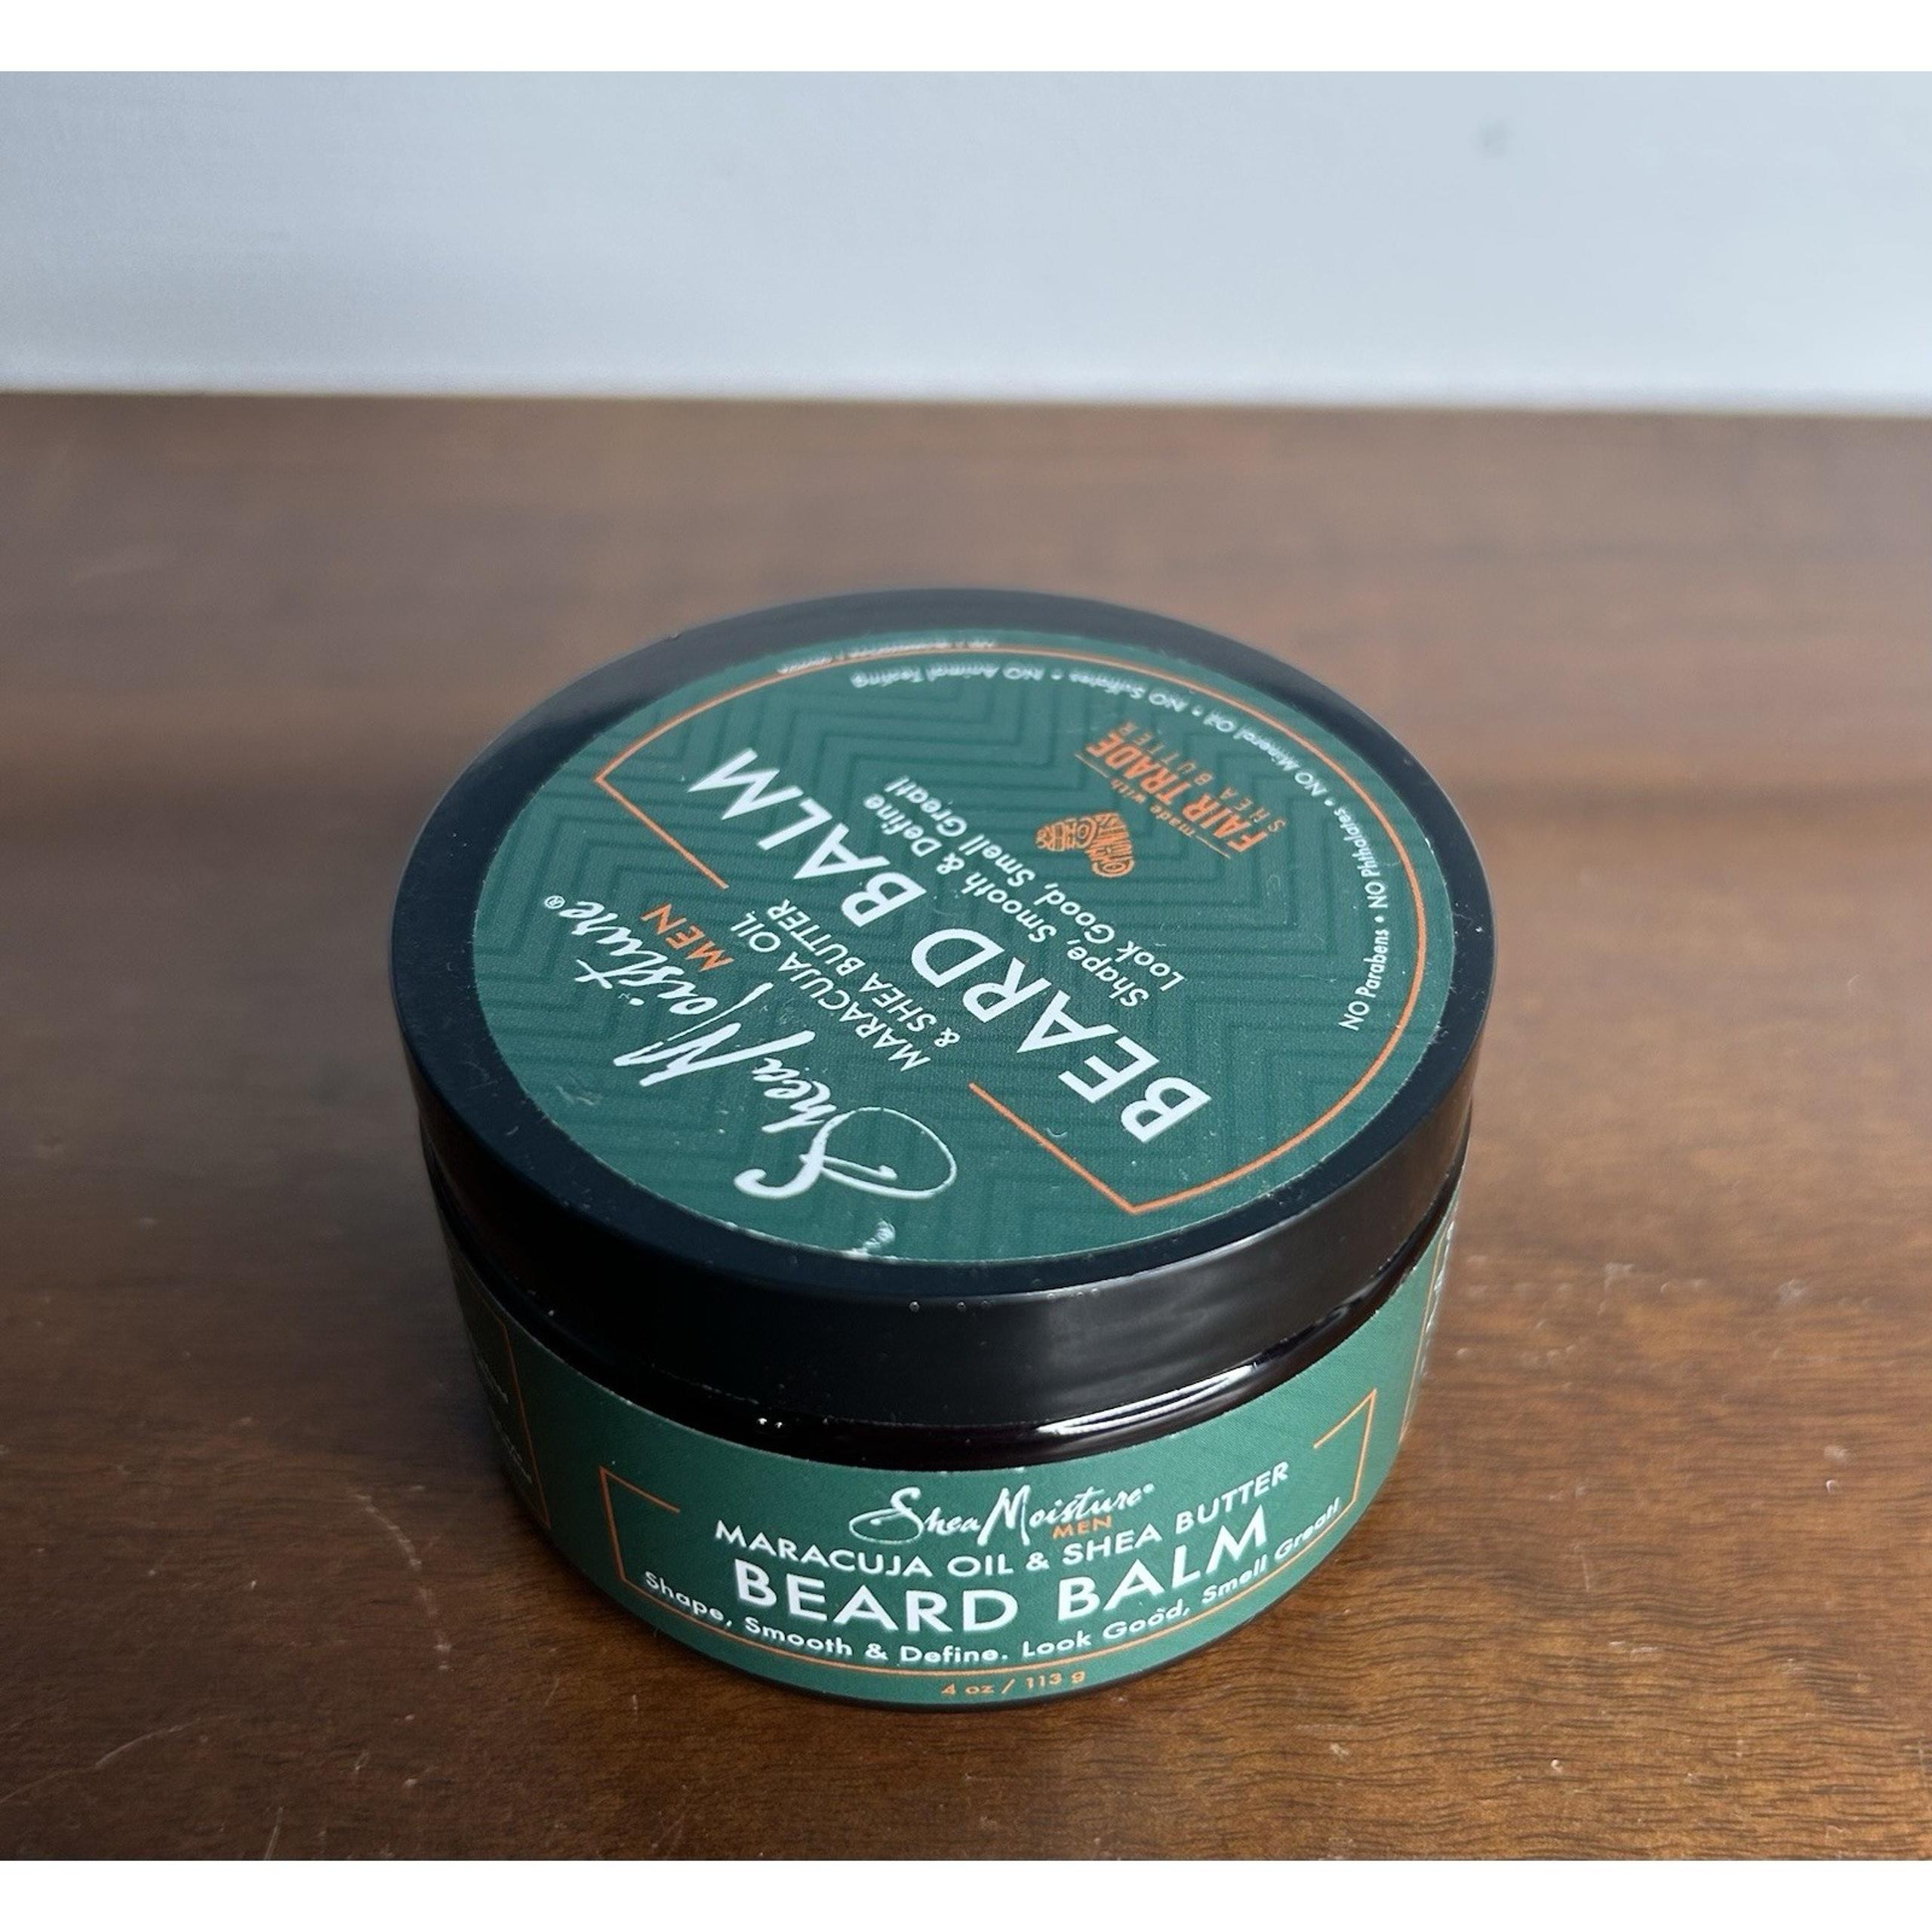 SheaMoisture®
MEN
MARACUJA OIL
& SHEA BUTTER
BEARD BALM
Shape, Smooth & Define
Look Good, Smell Great!
COMMUNITY
made with
FAIR TRADE
SHEA BUTTER
NO Parabens • NO Phthalates • NO Mineral Oil • NO Sulfates • NO Animal Testing
SheaMoisture®
MEN
MARACUJA OIL & SHEA BUTTER
BEARD BALM
Shape, Smooth & Define. Look Good, Smell Great!
4 oz / 113 g